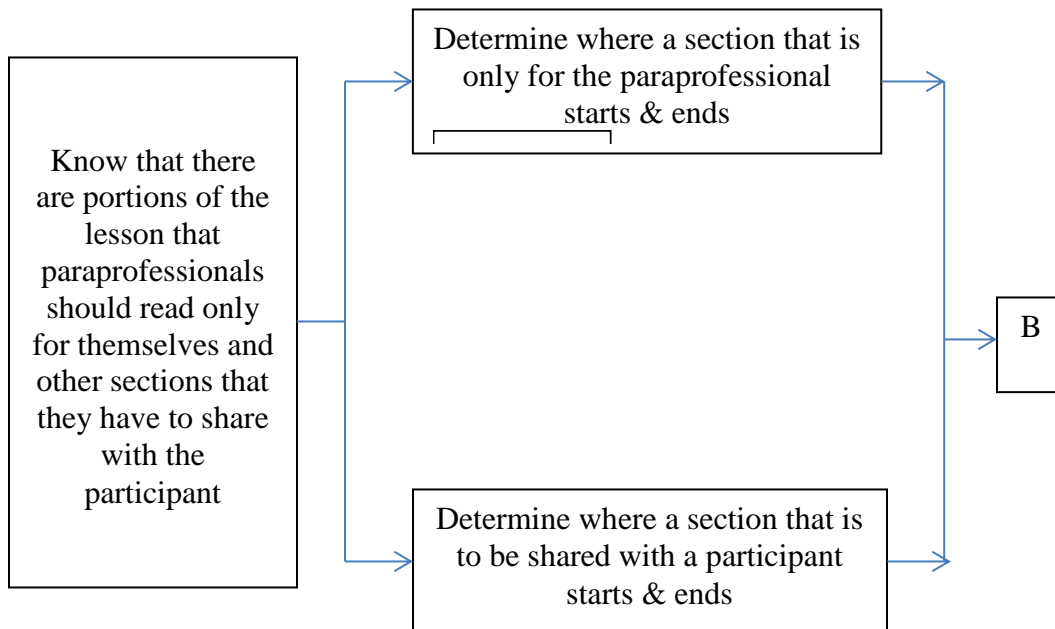 Know that there
are portions of the
lesson that
paraprofessionals
should read only
for themselves and
other sections that
they have to share
with the
participant
Determine where a section that is
only for the paraprofessional
starts & ends
Determine where a section that is
to be shared with a participant
starts & ends
B